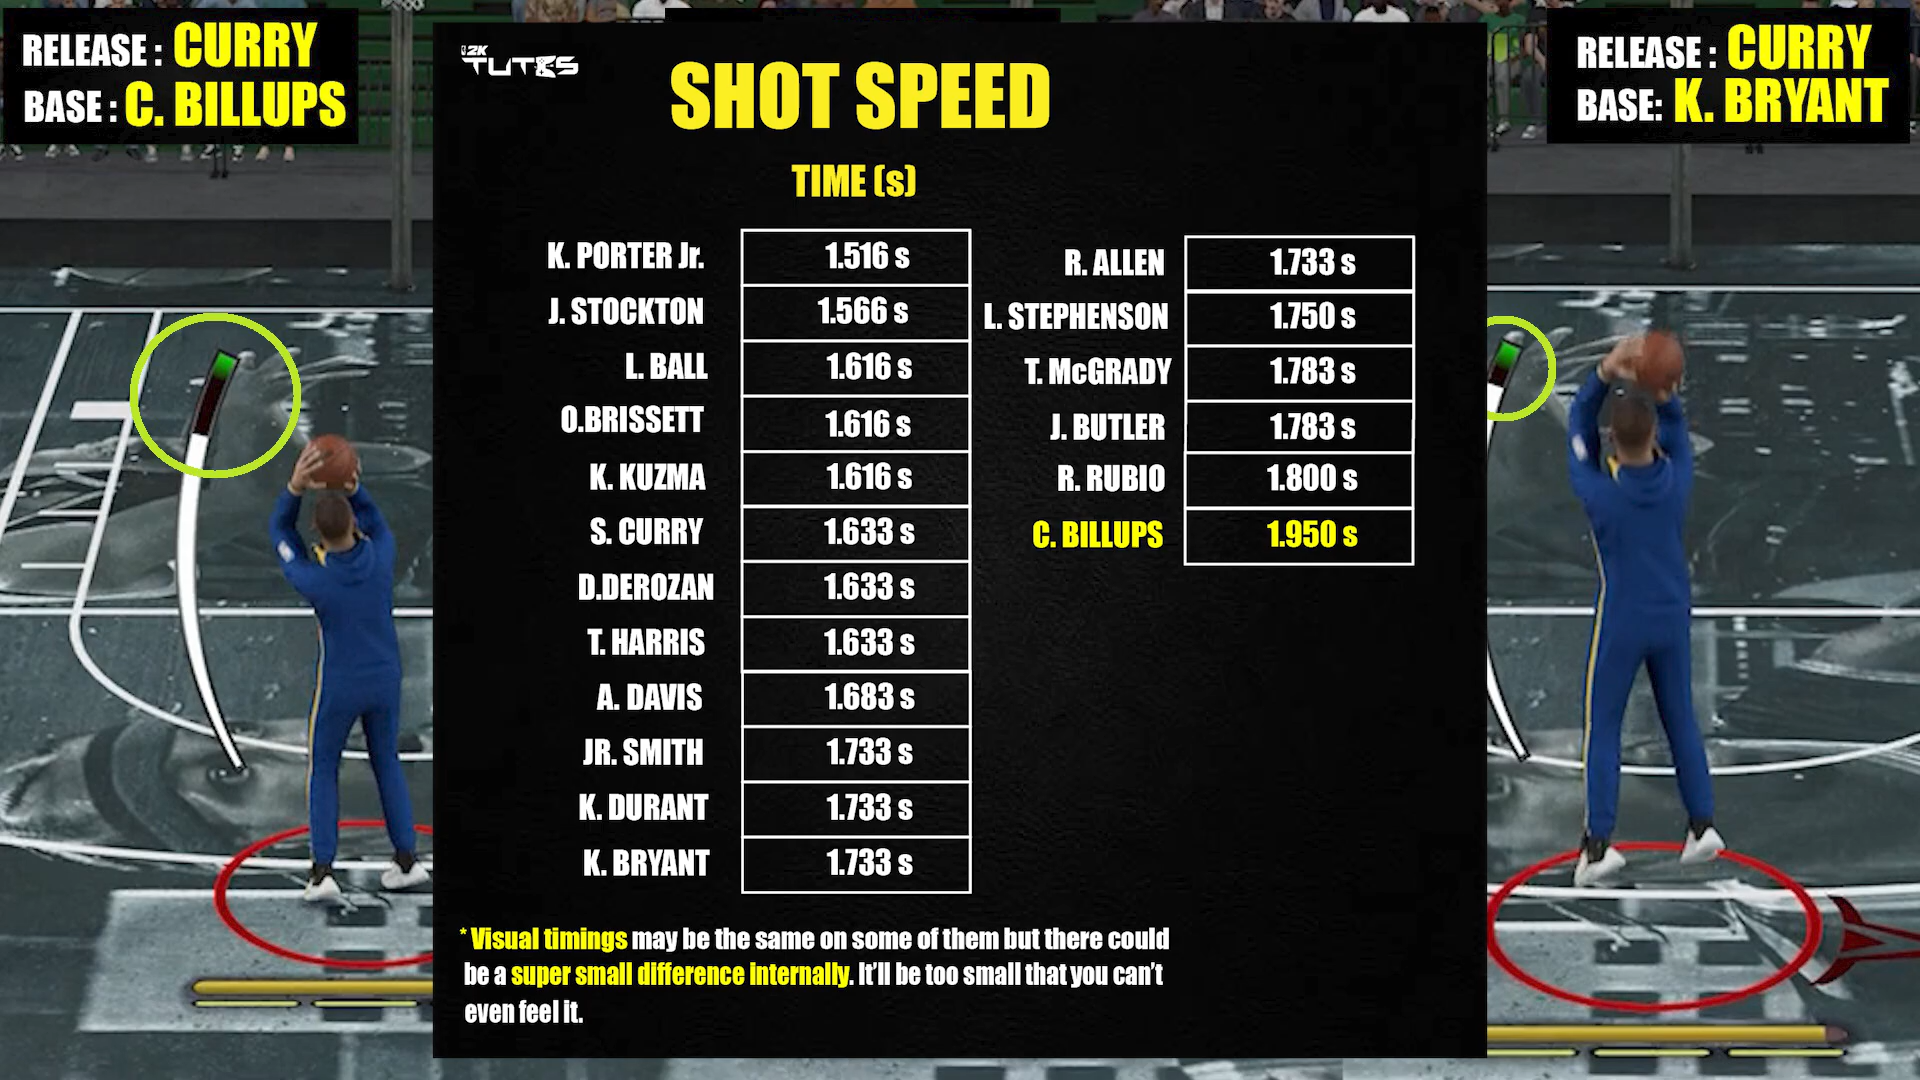 RELEASE : CURRY
BASE : C. BILLUPS
RELEASE : CURRY
BASE: K. BRYANT
2K
TUTES
SHOT SPEED
TIME (s)
K. PORTER Jr. 1.516 s
J. STOCKTON 1.566 s
L. BALL 1.616 s
O.BRISSETT 1.616 s
K. KUZMA 1.616 s
S. CURRY 1.633 s
D.DEROZAN 1.633 s
T. HARRIS 1.633 s
A. DAVIS 1.683 s
JR. SMITH 1.733 s
K. DURANT 1.733 s
K. BRYANT 1.733 s
R. ALLEN 1.733 s
L. STEPHENSON 1.750 s
T. McGRADY 1.783 s
J. BUTLER 1.783 s
R. RUBIO 1.800 s
C. BILLUPS 1.950 s
* Visual timings may be the same on some of them but there could
be a super small difference internally. It'll be too small that you can't
even feel it.